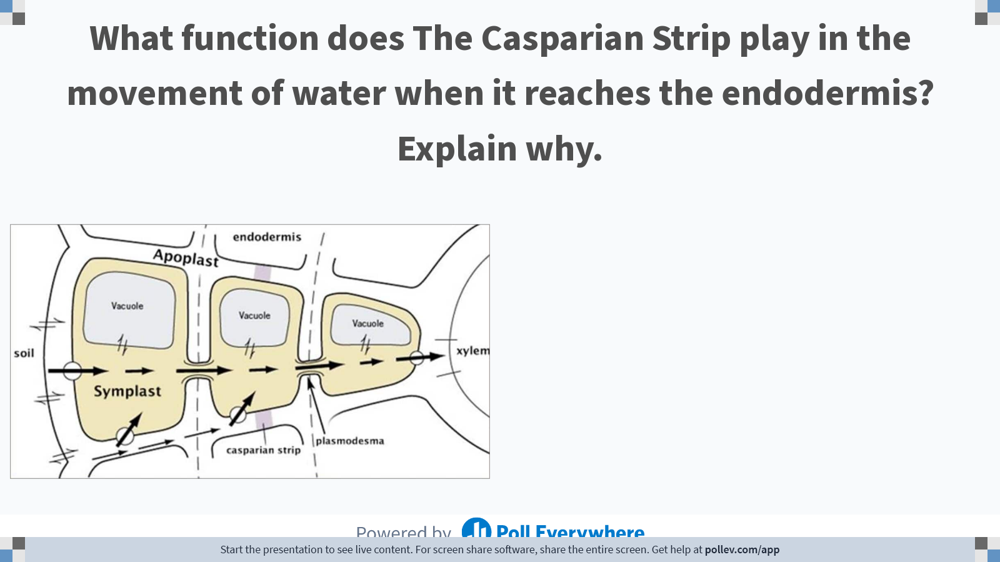 What function does The Casparian Strip play in the
movement of water when it reaches the endodermis?
Explain why.
endodermis
Apoplast
Vacuole
Vacuole
Vacuole
soil
xylem
Symplast
plasmodesma
casparian strip
Powered by Poll Everywhere
Start the presentation to see live content. For screen share software, share the entire screen. Get help at pollev.com/app